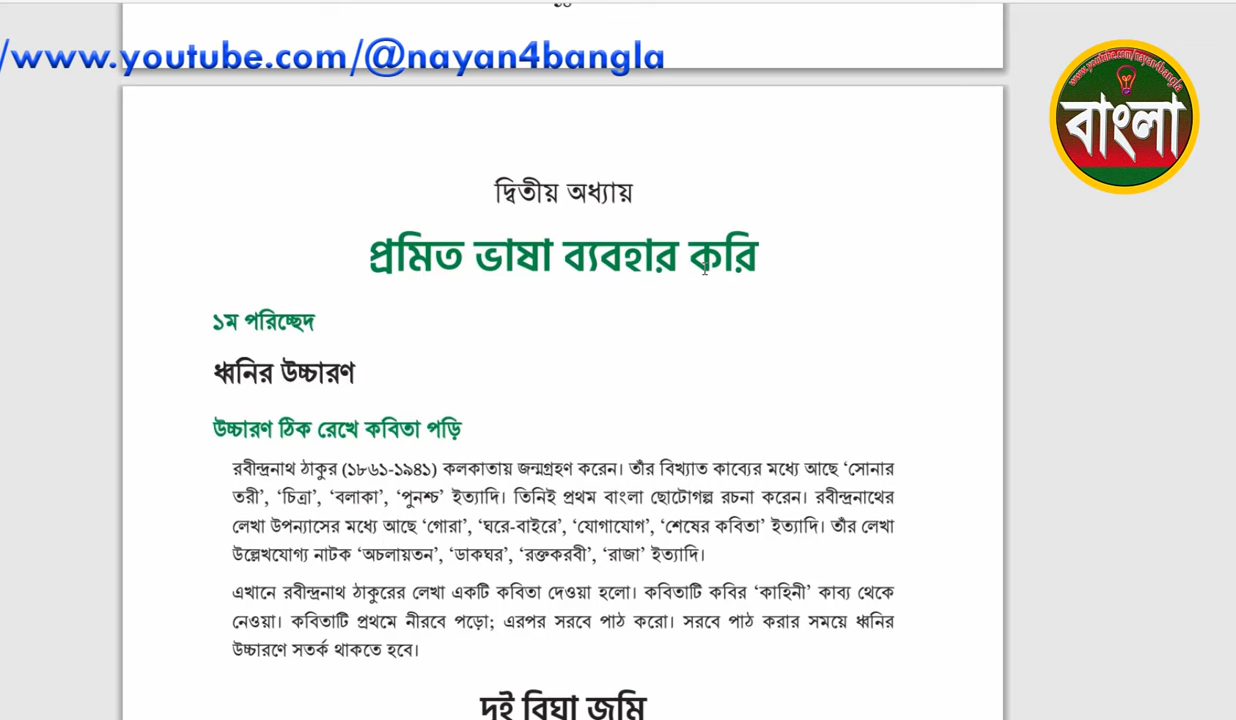 /www.youtube.com/@nayan4bangla
www.youtube.com/nayan4bangla
বাংলা
দ্বিতীয় অধ্যায়
প্রমিত ভাষা ব্যবহার করি
১ম পরিচ্ছেদ
ধ্বনির উচ্চারণ
উচ্চারণ ঠিক রেখে কবিতা পড়ি
রবীন্দ্রনাথ ঠাকুর (১৮৬১-১৯৪১) কলকাতায় জন্মগ্রহণ করেন। তাঁর বিখ্যাত কাব্যের মধ্যে আছে ‘সোনার
তরী’, ‘চিত্রা’, ‘বলাকা’, ‘পুনশ্চ’ ইত্যাদি। তিনিই প্রথম বাংলা ছোটোগল্প রচনা করেন। রবীন্দ্রনাথের
লেখা উপন্যাসের মধ্যে আছে ‘গোরা’, ‘ঘরে-বাইরে’, ‘যোগাযোগ’, ‘শেষের কবিতা’ ইত্যাদি। তাঁর লেখা
উল্লেখযোগ্য নাটক ‘অচলায়তন’, ‘ডাকঘর’, ‘রক্তকরবী’, ‘রাজা’ ইত্যাদি।
এখানে রবীন্দ্রনাথ ঠাকুরের লেখা একটি কবিতা দেওয়া হলো। কবিতাটি কবির ‘কাহিনী’ কাব্য থেকে
নেওয়া। কবিতাটি প্রথমে নীরবে পড়ো; এরপর সরবে পাঠ করো। সরবে পাঠ করার সময়ে ধ্বনির
উচ্চারণে সতর্ক থাকতে হবে।
দুই বিঘা জমি